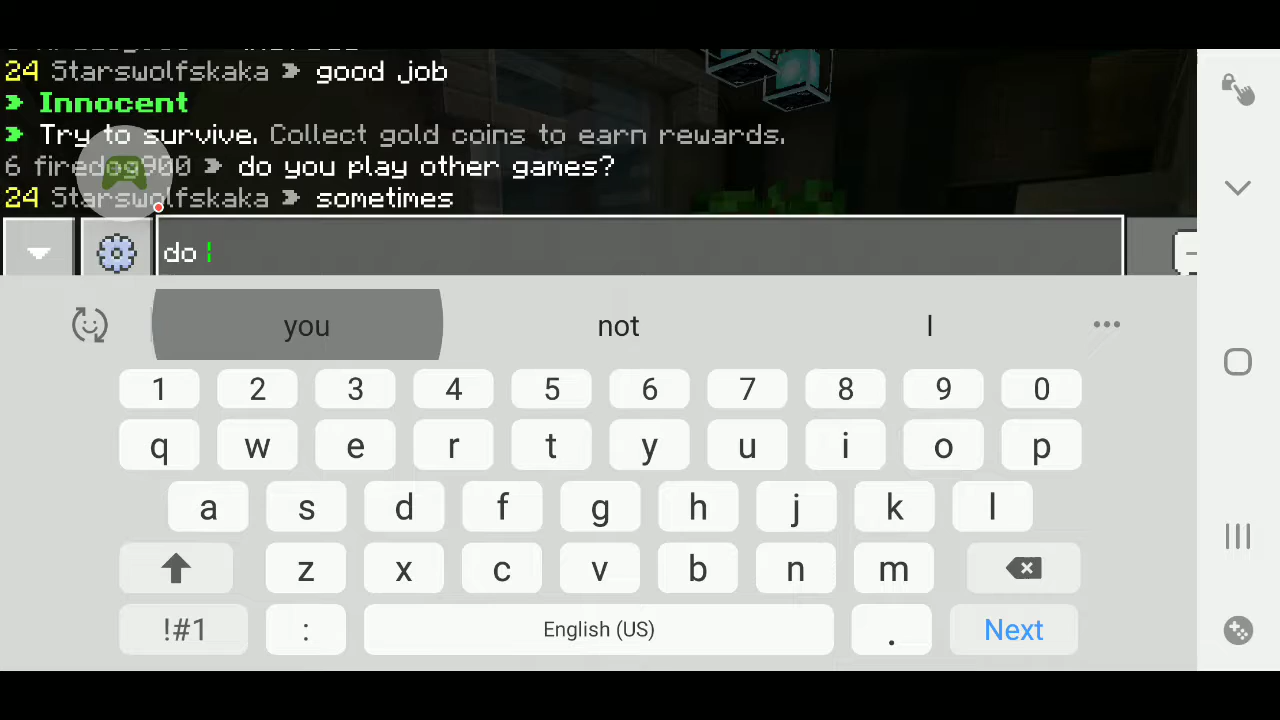 24 Starswolfskaka » good job
» Innocent
» Try to survive. Collect gold coins to earn rewards.
6 firedog900 » do you play other games?
24 Starswolfskaka » sometimes
do
you not I
1 2 3 4 5 6 7 8 9 0
q w e r t y u i o p
a s d f g h j k l
z x c v b n m
!#1 : English (US) . Next